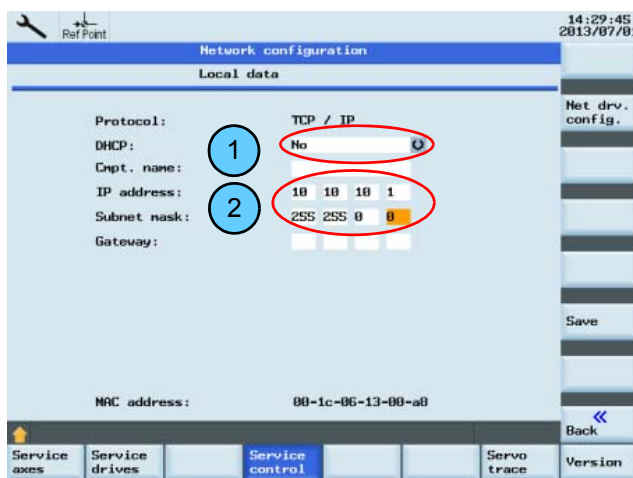 Ref Point
14:29:45
2013/07/0
Network configuration
Local data
Net drv.
config.
Protocol: TCP / IP
DHCP: No
1
Cmpt. name:
IP address: 10 10 10 1
2
Subnet mask: 255 255 0 0
Gateway:
Save
MAC address: 00-1c-06-13-00-a8
«
Back
Service
axes
Service
drives
Service
control
Servo
trace
Version